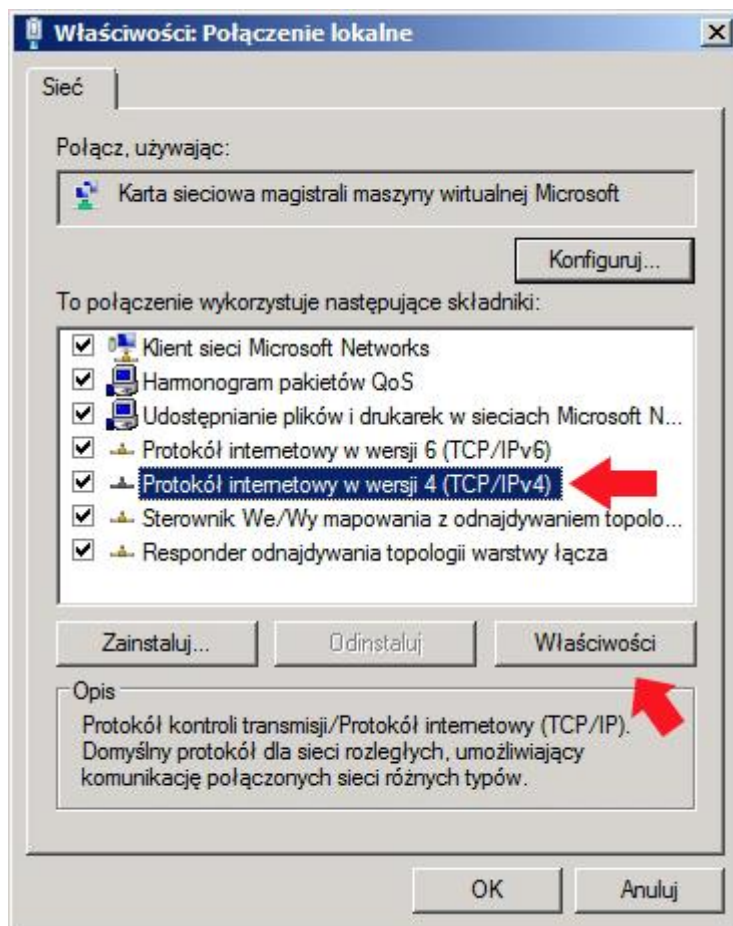 Właściwości: Połączenie lokalne
Sieć
Połącz, używając:
Karta sieciowa magistrali maszyny wirtualnej Microsoft
Konfiguruj...
To połączenie wykorzystuje następujące składniki:
Klient sieci Microsoft Networks
Harmonogram pakietów QoS
Udostępnianie plików i drukarek w sieciach Microsoft N...
Protokół internetowy w wersji 6 (TCP/IPv6)
Protokół internetowy w wersji 4 (TCP/IPv4)
Sterownik We/Wy mapowania z odnajdywaniem topolo...
Responder odnajdywania topologii warstwy łącza
Zainstaluj... Odinstaluj Właściwości
Opis
Protokół kontroli transmisji/Protokół internetowy (TCP/IP).
Domyślny protokół dla sieci rozległych, umożliwiający
komunikację połączonych sieci różnych typów.
OK Anuluj